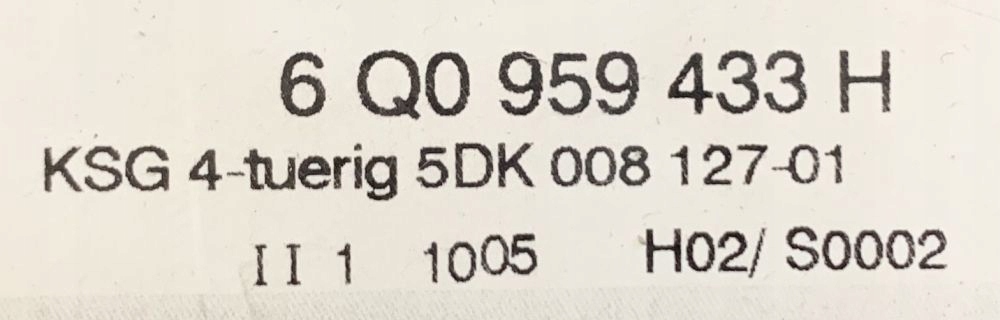 6 Q0 959 433 H
KSG 4-tuerig 5DK 008 127-01
II 1 1005 H02/ S0002